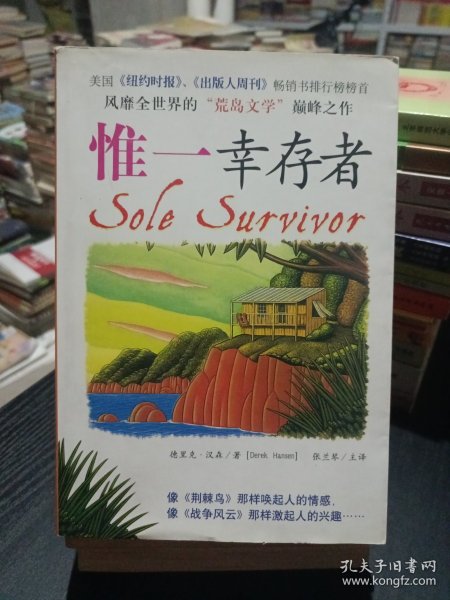 美国《纽约时报》、《出版人周刊》畅销书排行榜榜首
风靡全世界的“荒岛文学”巅峰之作
惟一幸存者
Sole Survivor
德里克·汉森/著 [Derek Hansen] 张兰琴/主译
像《荆棘鸟》那样唤起人的情感，
像《战争风云》那样激起人的兴趣……
孔夫子旧书网
www.kongfz.com